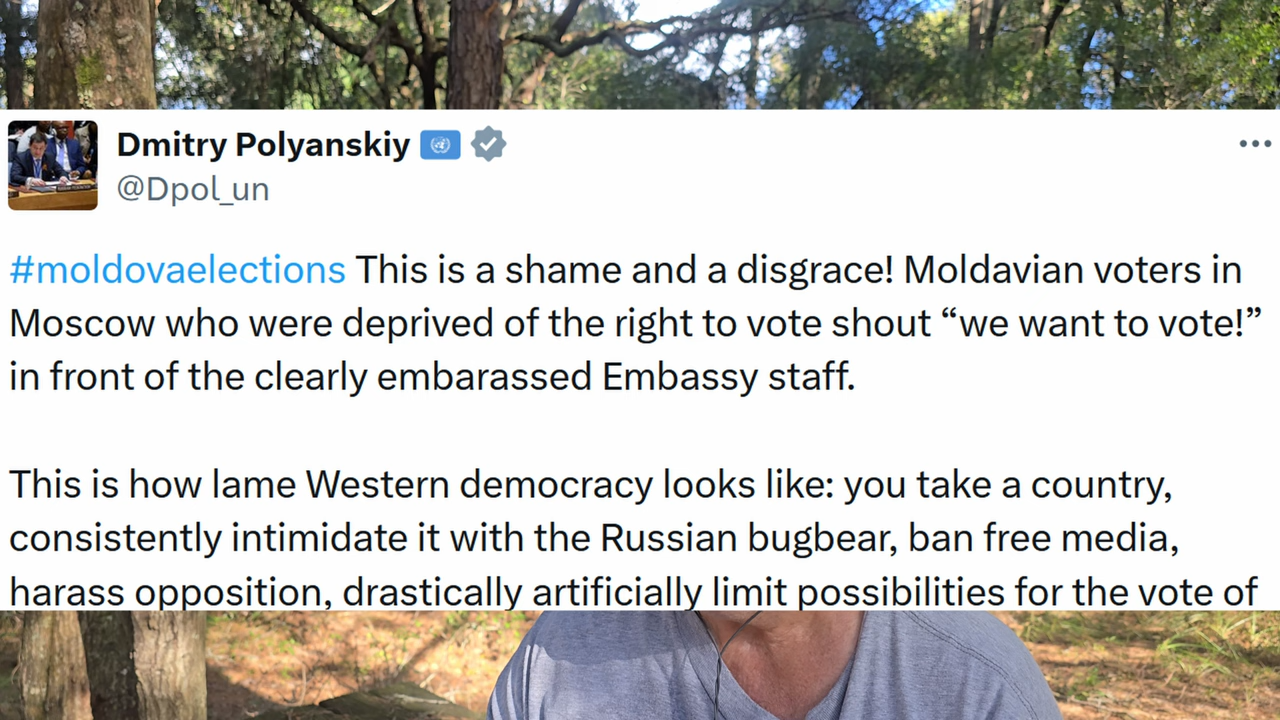 Dmitry Polyanskiy
@Dpol_un
#moldovaelections This is a shame and a disgrace! Moldavian voters in
Moscow who were deprived of the right to vote shout “we want to vote!”
in front of the clearly embarassed Embassy staff.
This is how lame Western democracy looks like: you take a country,
consistently intimidate it with the Russian bugbear, ban free media,
harass opposition, drastically artificially limit possibilities for the vote of